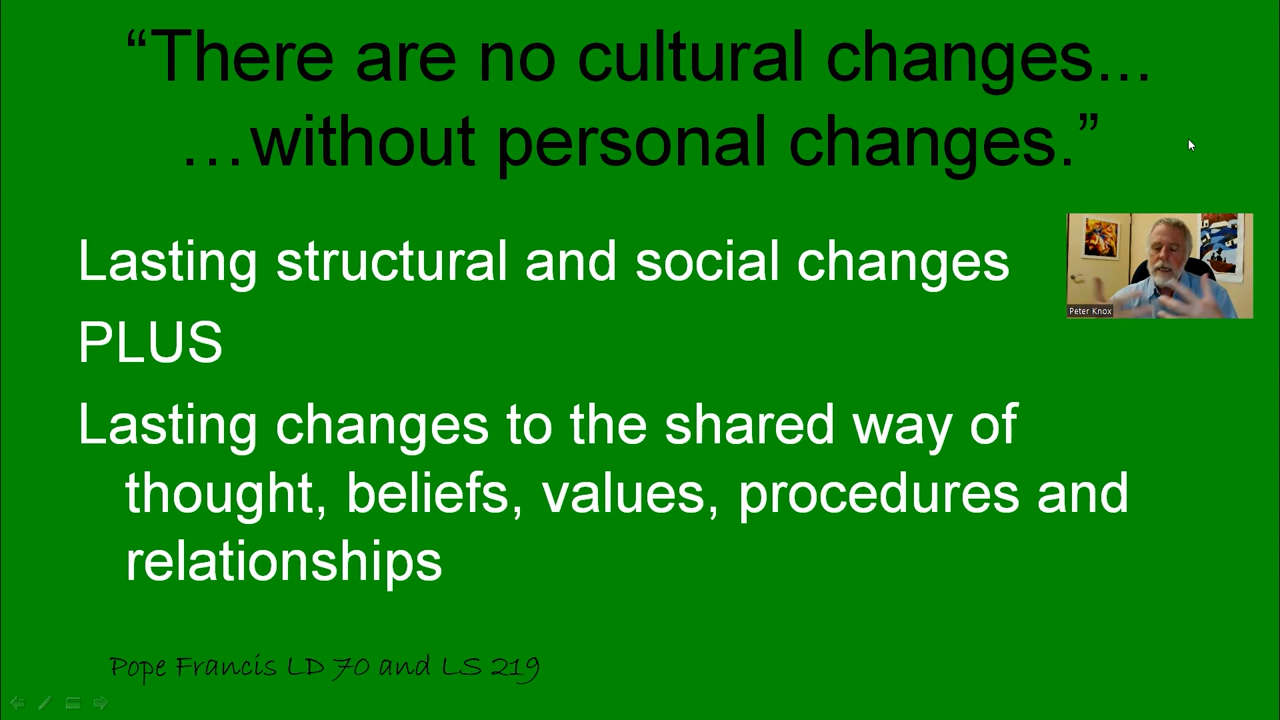 “There are no cultural changes...
…without personal changes.”
Lasting structural and social changes
PLUS
Lasting changes to the shared way of
thought, beliefs, values, procedures and
relationships
Peter Knox
Pope Francis LD 70 and LS 219